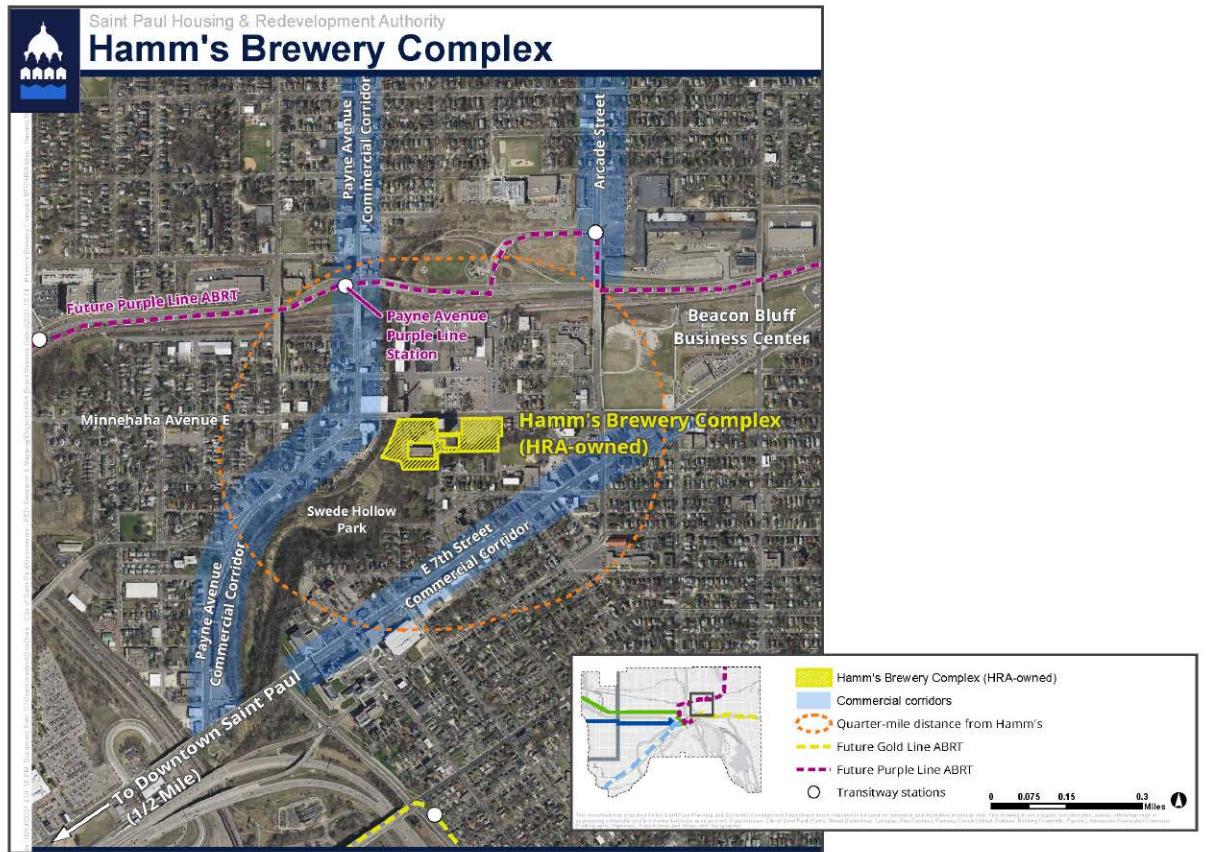 Saint Paul Housing & Redevelopment Authority
Hamm's Brewery Complex
Payne Avenue
Commercial Corridor
Arcade Street
Future Purple Line ABRT
Payne Avenue
Purple Line
Station
Beacon Bluff
Business Center
Minnehaha Avenue E
Hamm's Brewery Complex
(HRA-owned)
Swede Hollow
Park
E 7th Street
Commercial Corridor
Payne Avenue
Commercial Corridor
To Downtown Saint Paul
(1/2-Mile)
Hamm's Brewery Complex (HRA-owned)
Commercial corridors
Quarter-mile distance from Hamm's
Future Gold Line ABRT
Future Purple Line ABRT
Transitway stations
0 0.075 0.15 0.3
Miles